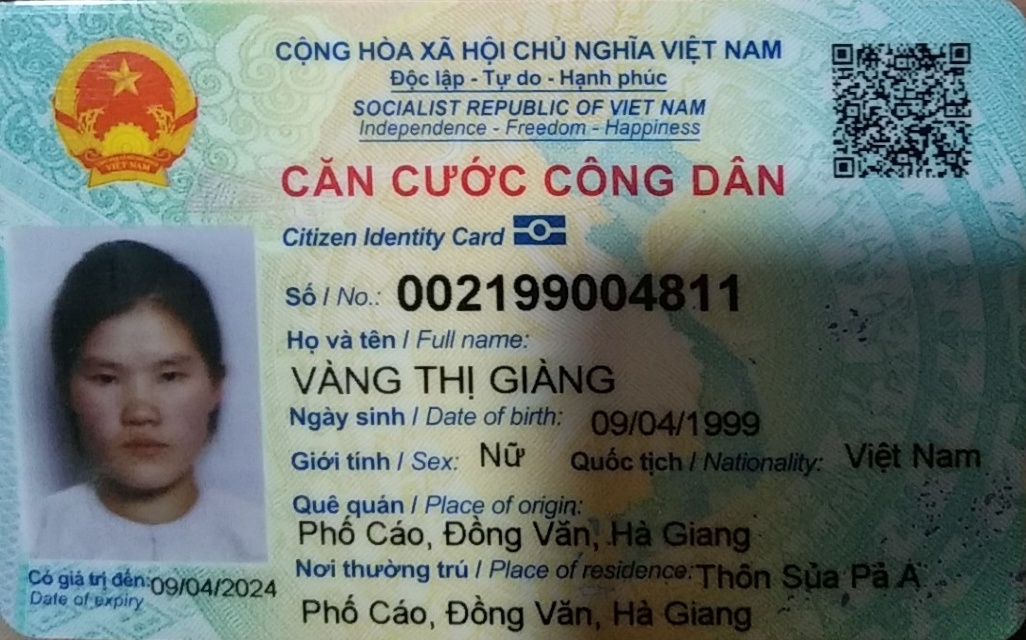 CỘNG HÒA XÃ HỘI CHỦ NGHĨA VIỆT NAM
Độc lập - Tự do - Hạnh phúc
SOCIALIST REPUBLIC OF VIET NAM
Independence - Freedom - Happiness
VIỆT NAM
CĂN CƯỚC CÔNG DÂN
Citizen Identity Card
Số / No.: 002199004811
Họ và tên / Full name:
VÀNG THỊ GIÀNG
Ngày sinh / Date of birth: 09/04/1999
Giới tính / Sex: Nữ Quốc tịch / Nationality: Việt Nam
Quê quán / Place of origin:
Phố Cáo, Đồng Văn, Hà Giang
Nơi thường trú / Place of residence: Thôn Sủa Pả A
Phố Cáo, Đồng Văn, Hà Giang
Có giá trị đến: 09/04/2024
Date of expiry